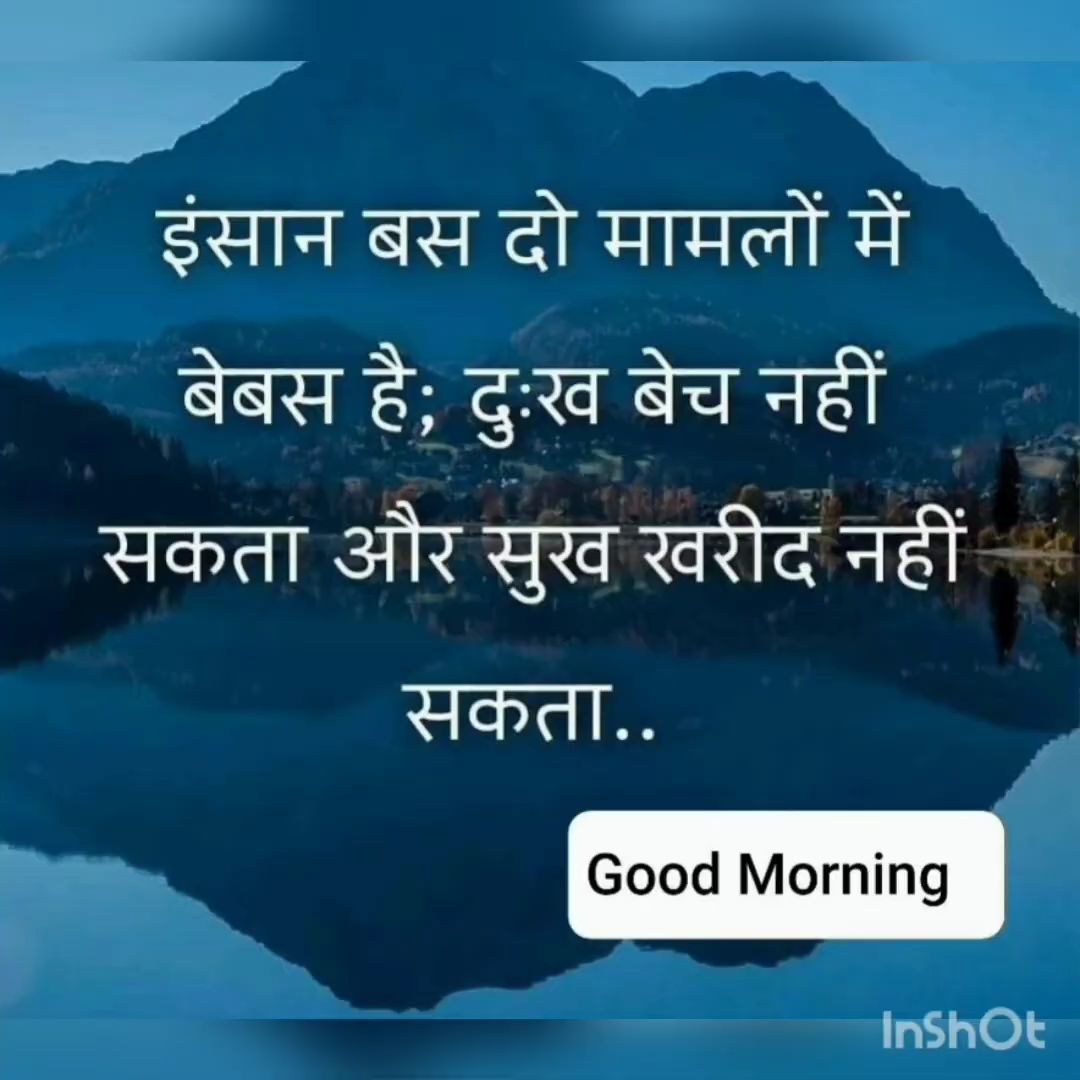 इंसान बस दो मामलों में
बेबस है; दुःख बेच नहीं
सकता और सुख खरीद नहीं
सकता..
Good Morning
InShOt